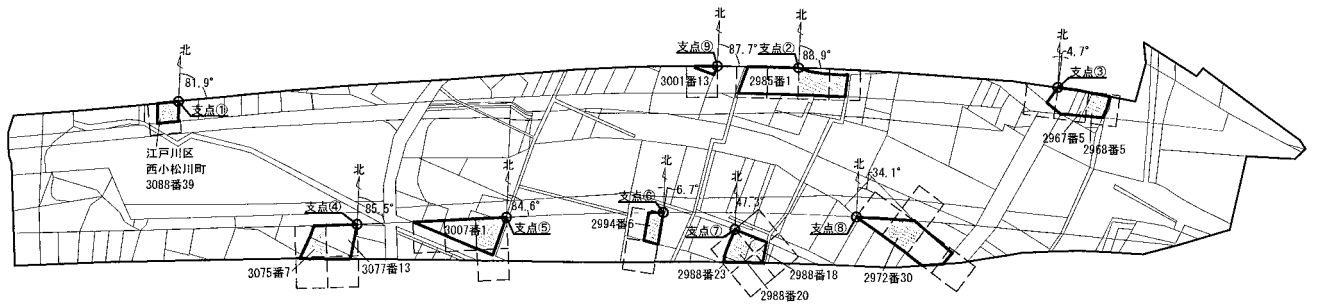 北
81.9°
支点①
江戸川区
西小松川町
3088番39
北
支点⑨
87.7°
3001番13
北
支点②
88.9°
2985番1
北
4.7°
支点③
2967番5
2968番5
北
支点④
85.5°
3075番7
3077番13
北
84.6°
支点⑤
3007番1
北
支点⑥
6.7°
2994番6
北
47.3°
支点⑦
2988番23
2988番20
2988番18
北
34.1°
支点⑧
2972番30